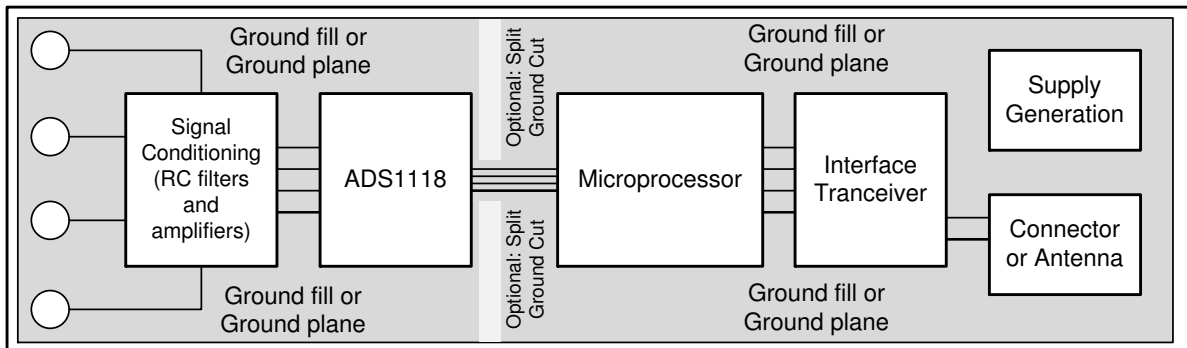 Ground fill or
Ground plane
Optional: Split
Ground Cut
Ground fill or
Ground plane
Supply
Generation
Signal
Conditioning
(RC filters
and
amplifiers)
ADS1118
Microprocessor
Interface
Tranceiver
Connector
or Antenna
Ground fill or
Ground plane
Optional: Split
Ground Cut
Ground fill or
Ground plane